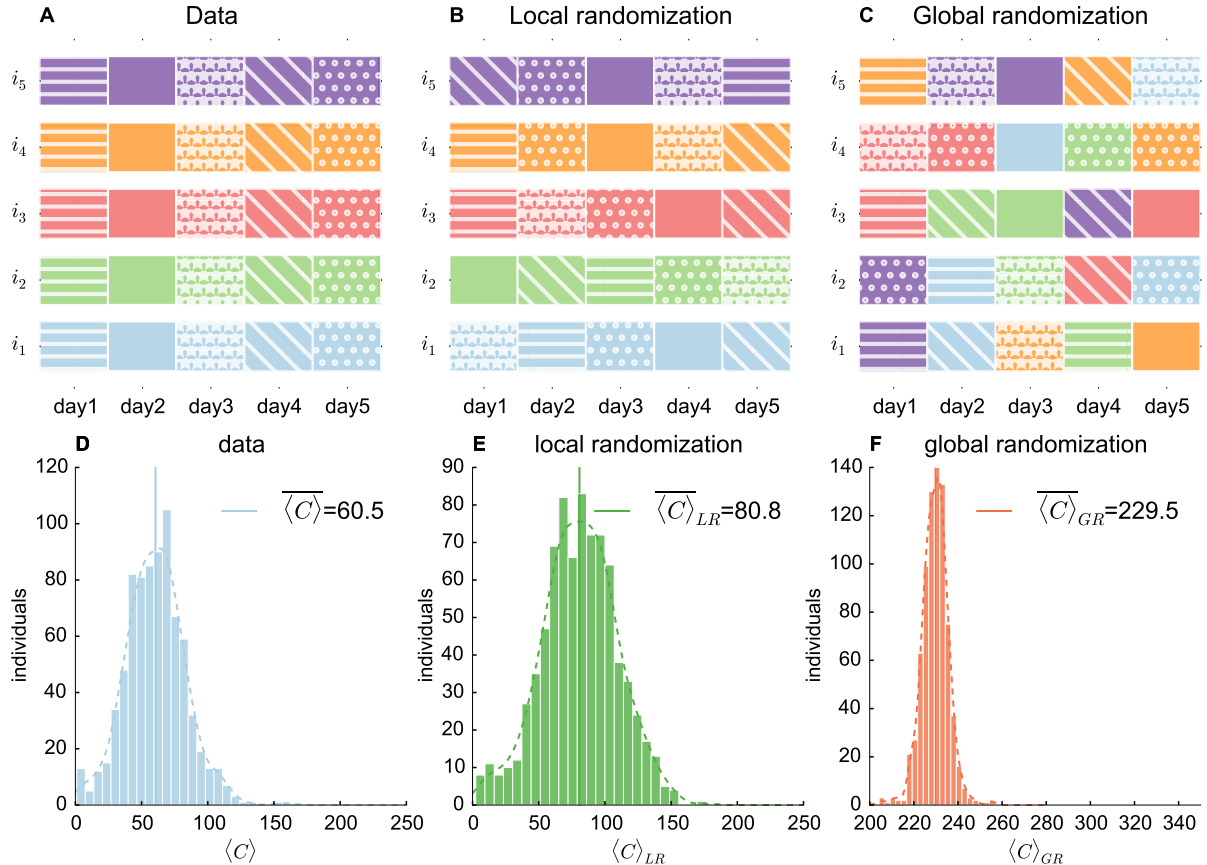 A Data
B Local randomization
C Global randomization
i5
i4
i3
i2
i1
day1 day2 day3 day4 day5
i5
i4
i3
i2
i1
day1 day2 day3 day4 day5
i5
i4
i3
i2
i1
day1 day2 day3 day4 day5
D data
individuals
120
100
80
60
40
20
0
⟨C⟩=60.5
0 50 100 150 200 250
⟨C⟩
E local randomization
individuals
90
80
70
60
50
40
30
20
10
0
⟨C⟩LR=80.8
0 50 100 150 200 250
⟨C⟩LR
F global randomization
individuals
140
120
100
80
60
40
20
0
⟨C⟩GR=229.5
200 220 240 260 280 300 320 340
⟨C⟩GR